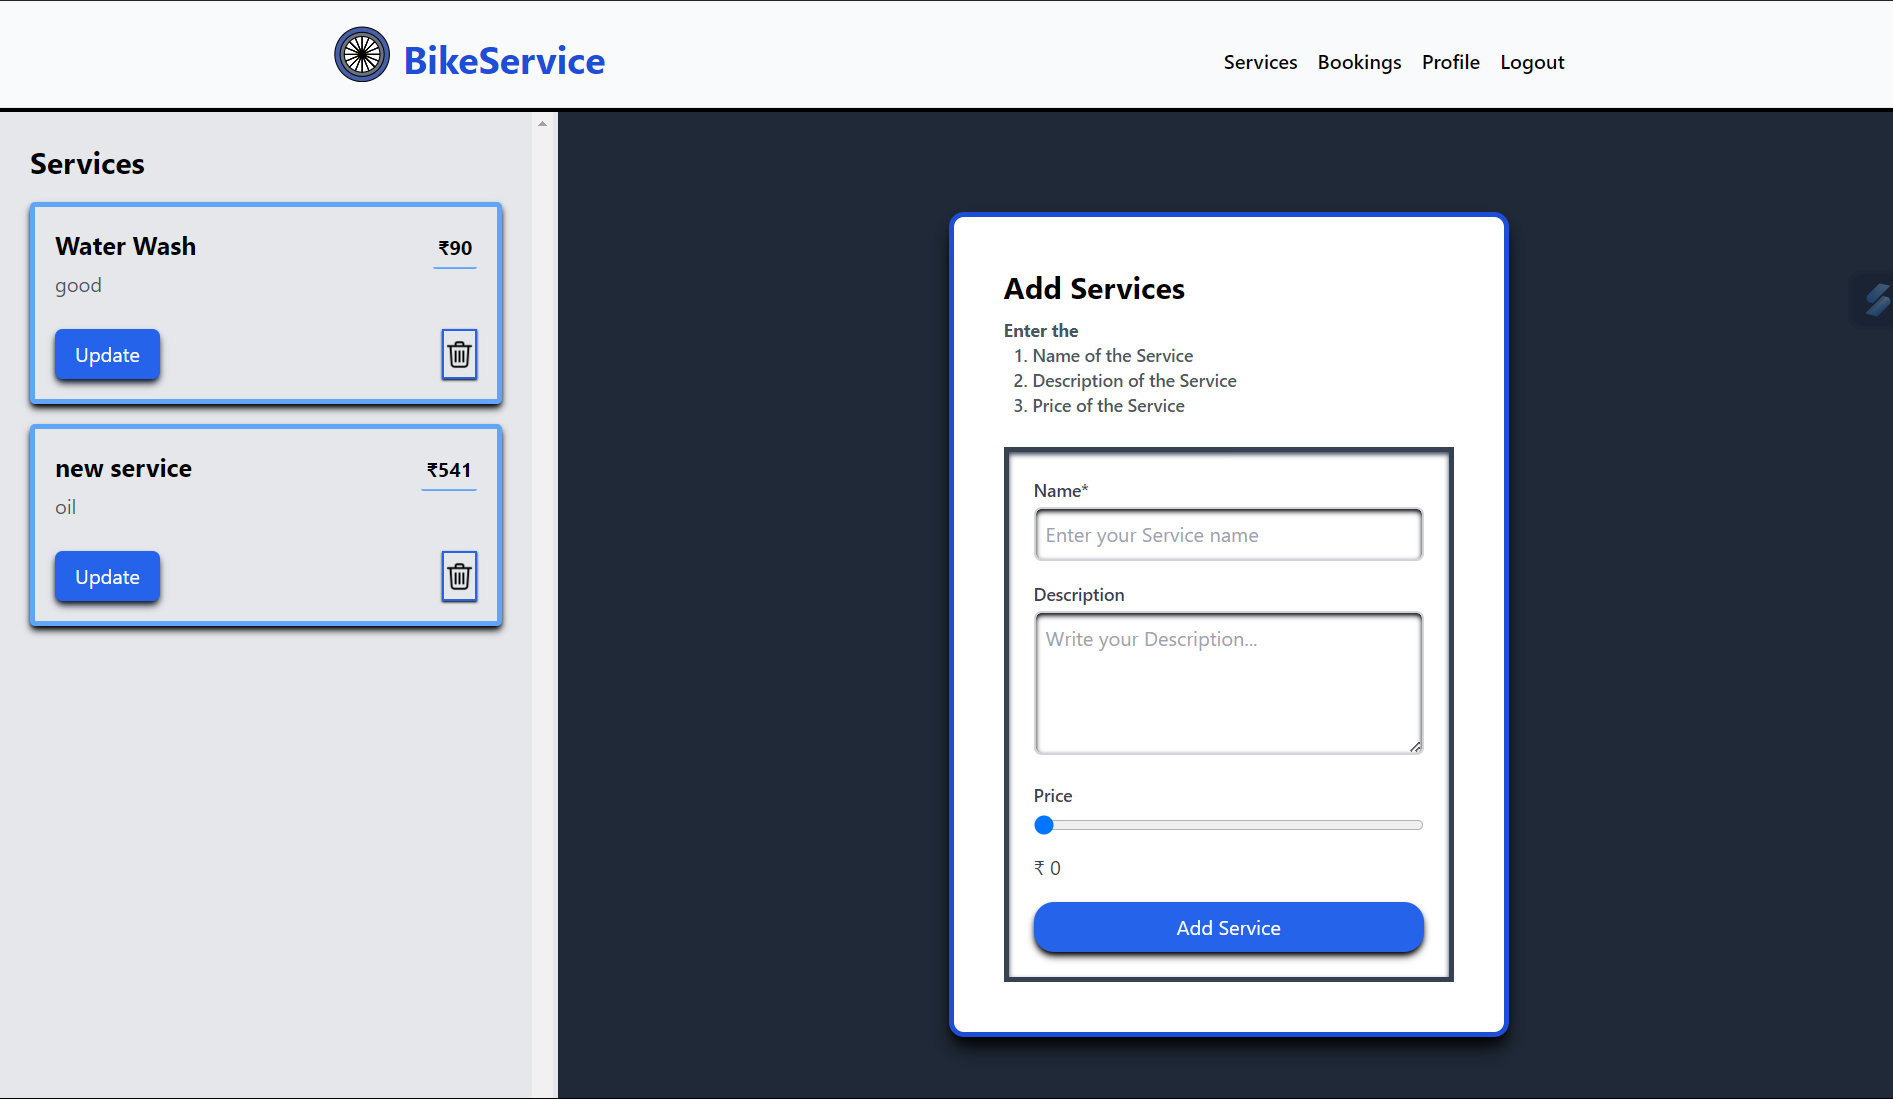 BikeService
Services Bookings Profile Logout
Services
Water Wash
₹90
good
Update
new service
₹541
oil
Update
Add Services
Enter the
1. Name of the Service
2. Description of the Service
3. Price of the Service
Name*
Enter your Service name
Description
Write your Description...
Price
₹ 0
Add Service